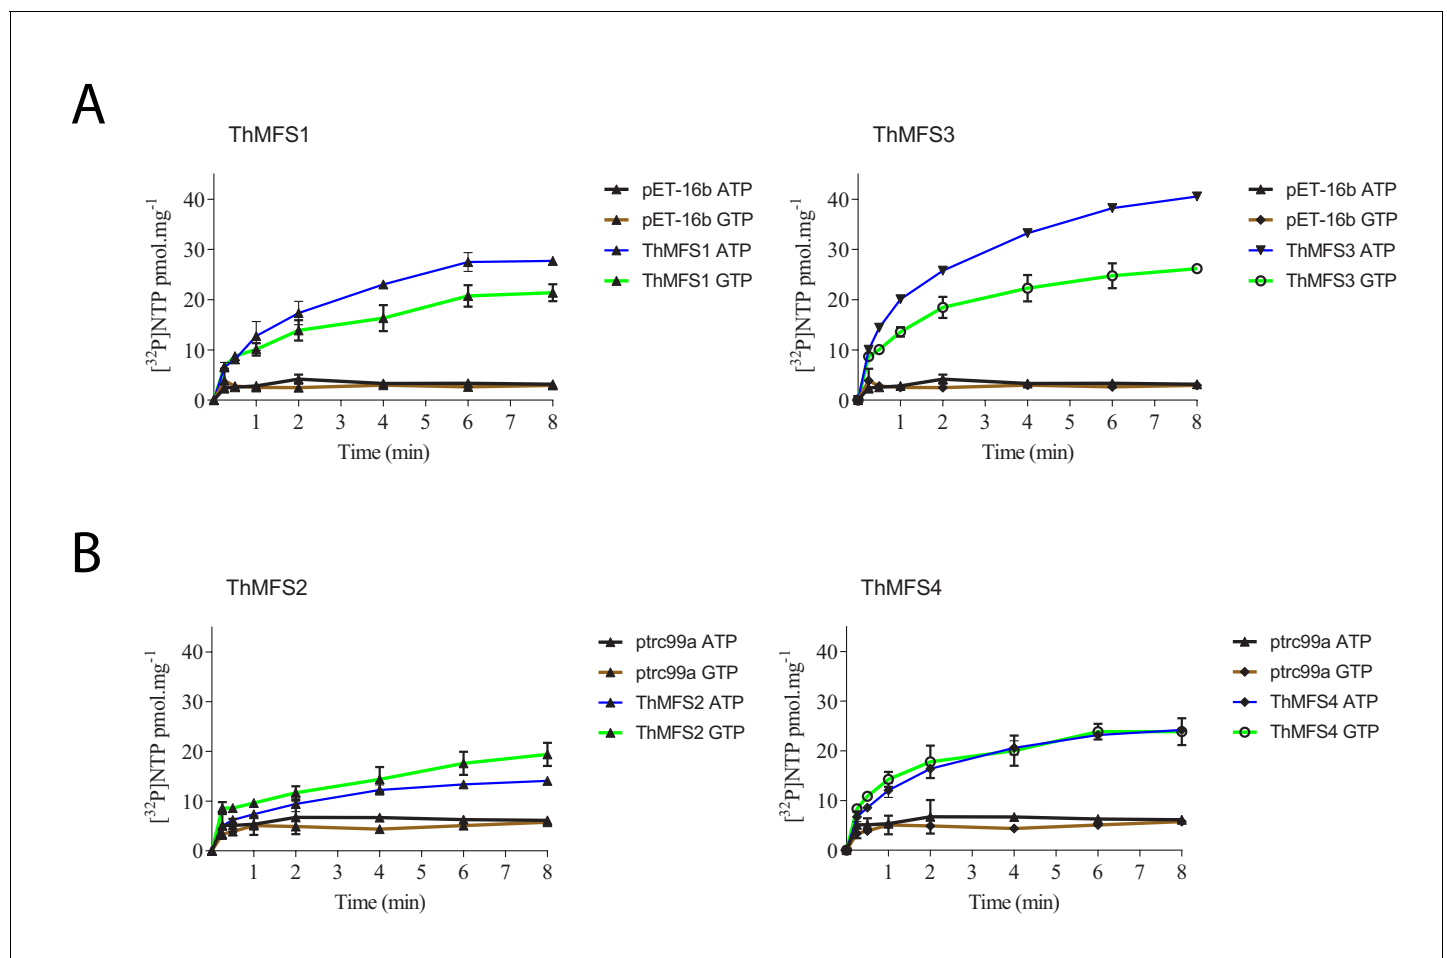 A
ThMFS1
[³²P]NTP pmol.mg⁻¹
40
30
20
10
0
1 2 3 4 5 6 7 8
Time (min)
pET-16b ATP
pET-16b GTP
ThMFS1 ATP
ThMFS1 GTP
ThMFS3
[³²P]NTP pmol.mg⁻¹
40
30
20
10
0
1 2 3 4 5 6 7 8
Time (min)
pET-16b ATP
pET-16b GTP
ThMFS3 ATP
ThMFS3 GTP
B
ThMFS2
[³²P]NTP pmol.mg⁻¹
40
30
20
10
0
1 2 3 4 5 6 7 8
Time (min)
ptrc99a ATP
ptrc99a GTP
ThMFS2 ATP
ThMFS2 GTP
ThMFS4
[³²P]NTP pmol.mg⁻¹
40
30
20
10
0
1 2 3 4 5 6 7 8
Time (min)
ptrc99a ATP
ptrc99a GTP
ThMFS4 ATP
ThMFS4 GTP